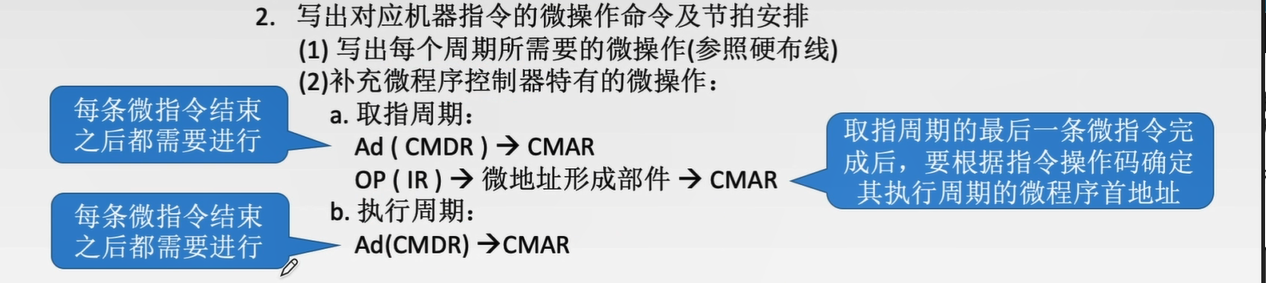 2. 写出对应机器指令的微操作命令及节拍安排
(1) 写出每个周期所需要的微操作(参照硬布线)
(2)补充微程序控制器特有的微操作：
每条微指令结束
之后都需要进行
a. 取指周期：
Ad ( CMDR ) → CMAR
OP ( IR ) → 微地址形成部件 → CMAR
取指周期的最后一条微指令完
成后，要根据指令操作码确定
其执行周期的微程序首地址
每条微指令结束
之后都需要进行
b. 执行周期：
Ad(CMDR) →CMAR